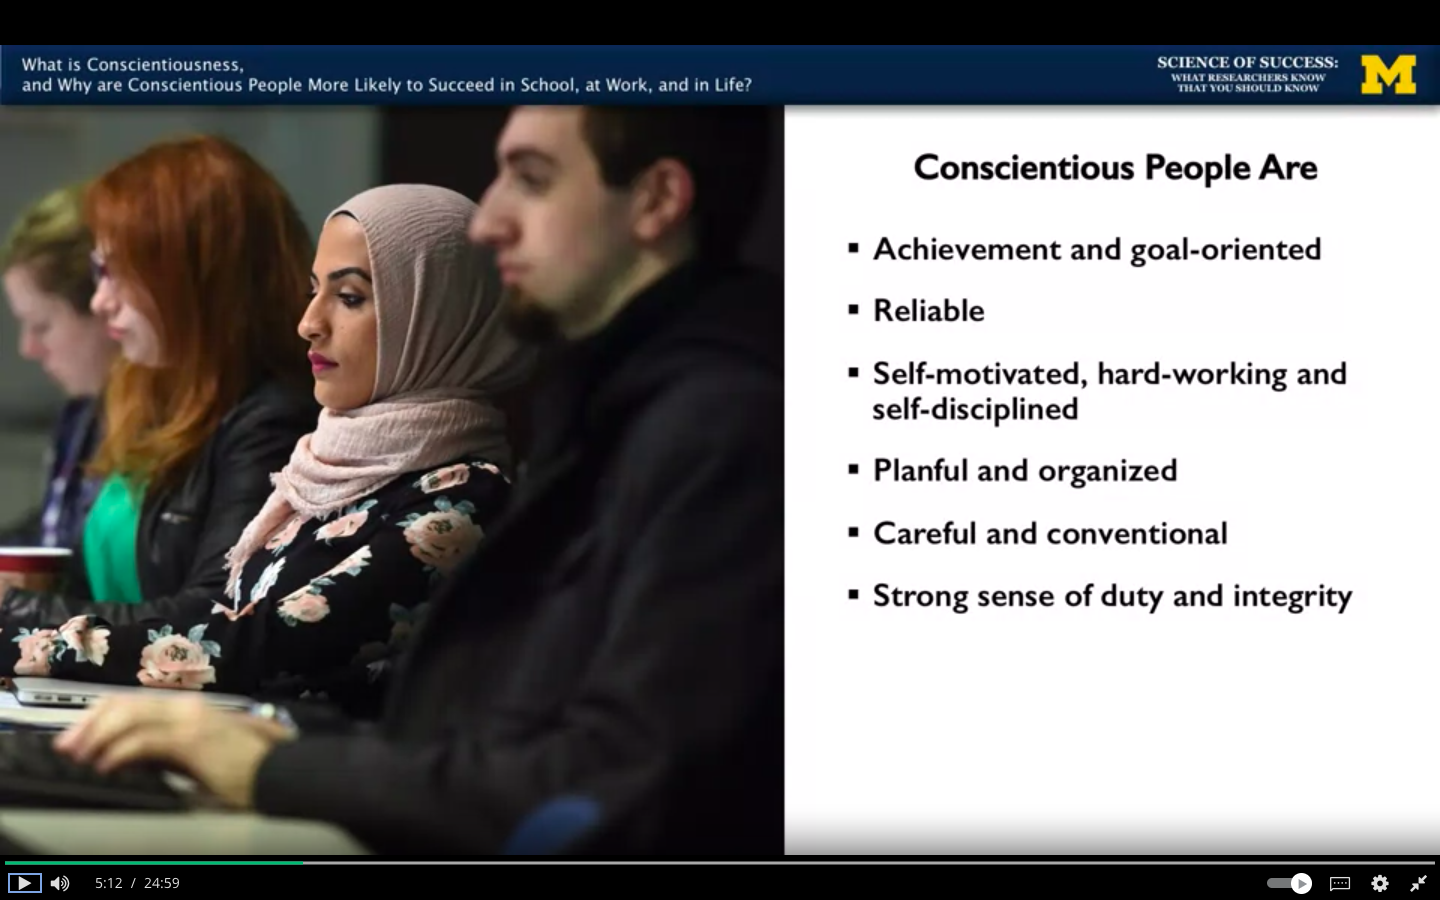 What is Conscientiousness,
and Why are Conscientious People More Likely to Succeed in School, at Work, and in Life?
SCIENCE OF SUCCESS:
WHAT RESEARCHERS KNOW
THAT YOU SHOULD KNOW
M
Conscientious People Are
▪ Achievement and goal-oriented
▪ Reliable
▪ Self-motivated, hard-working and
self-disciplined
▪ Planful and organized
▪ Careful and conventional
▪ Strong sense of duty and integrity
5:12 / 24:59